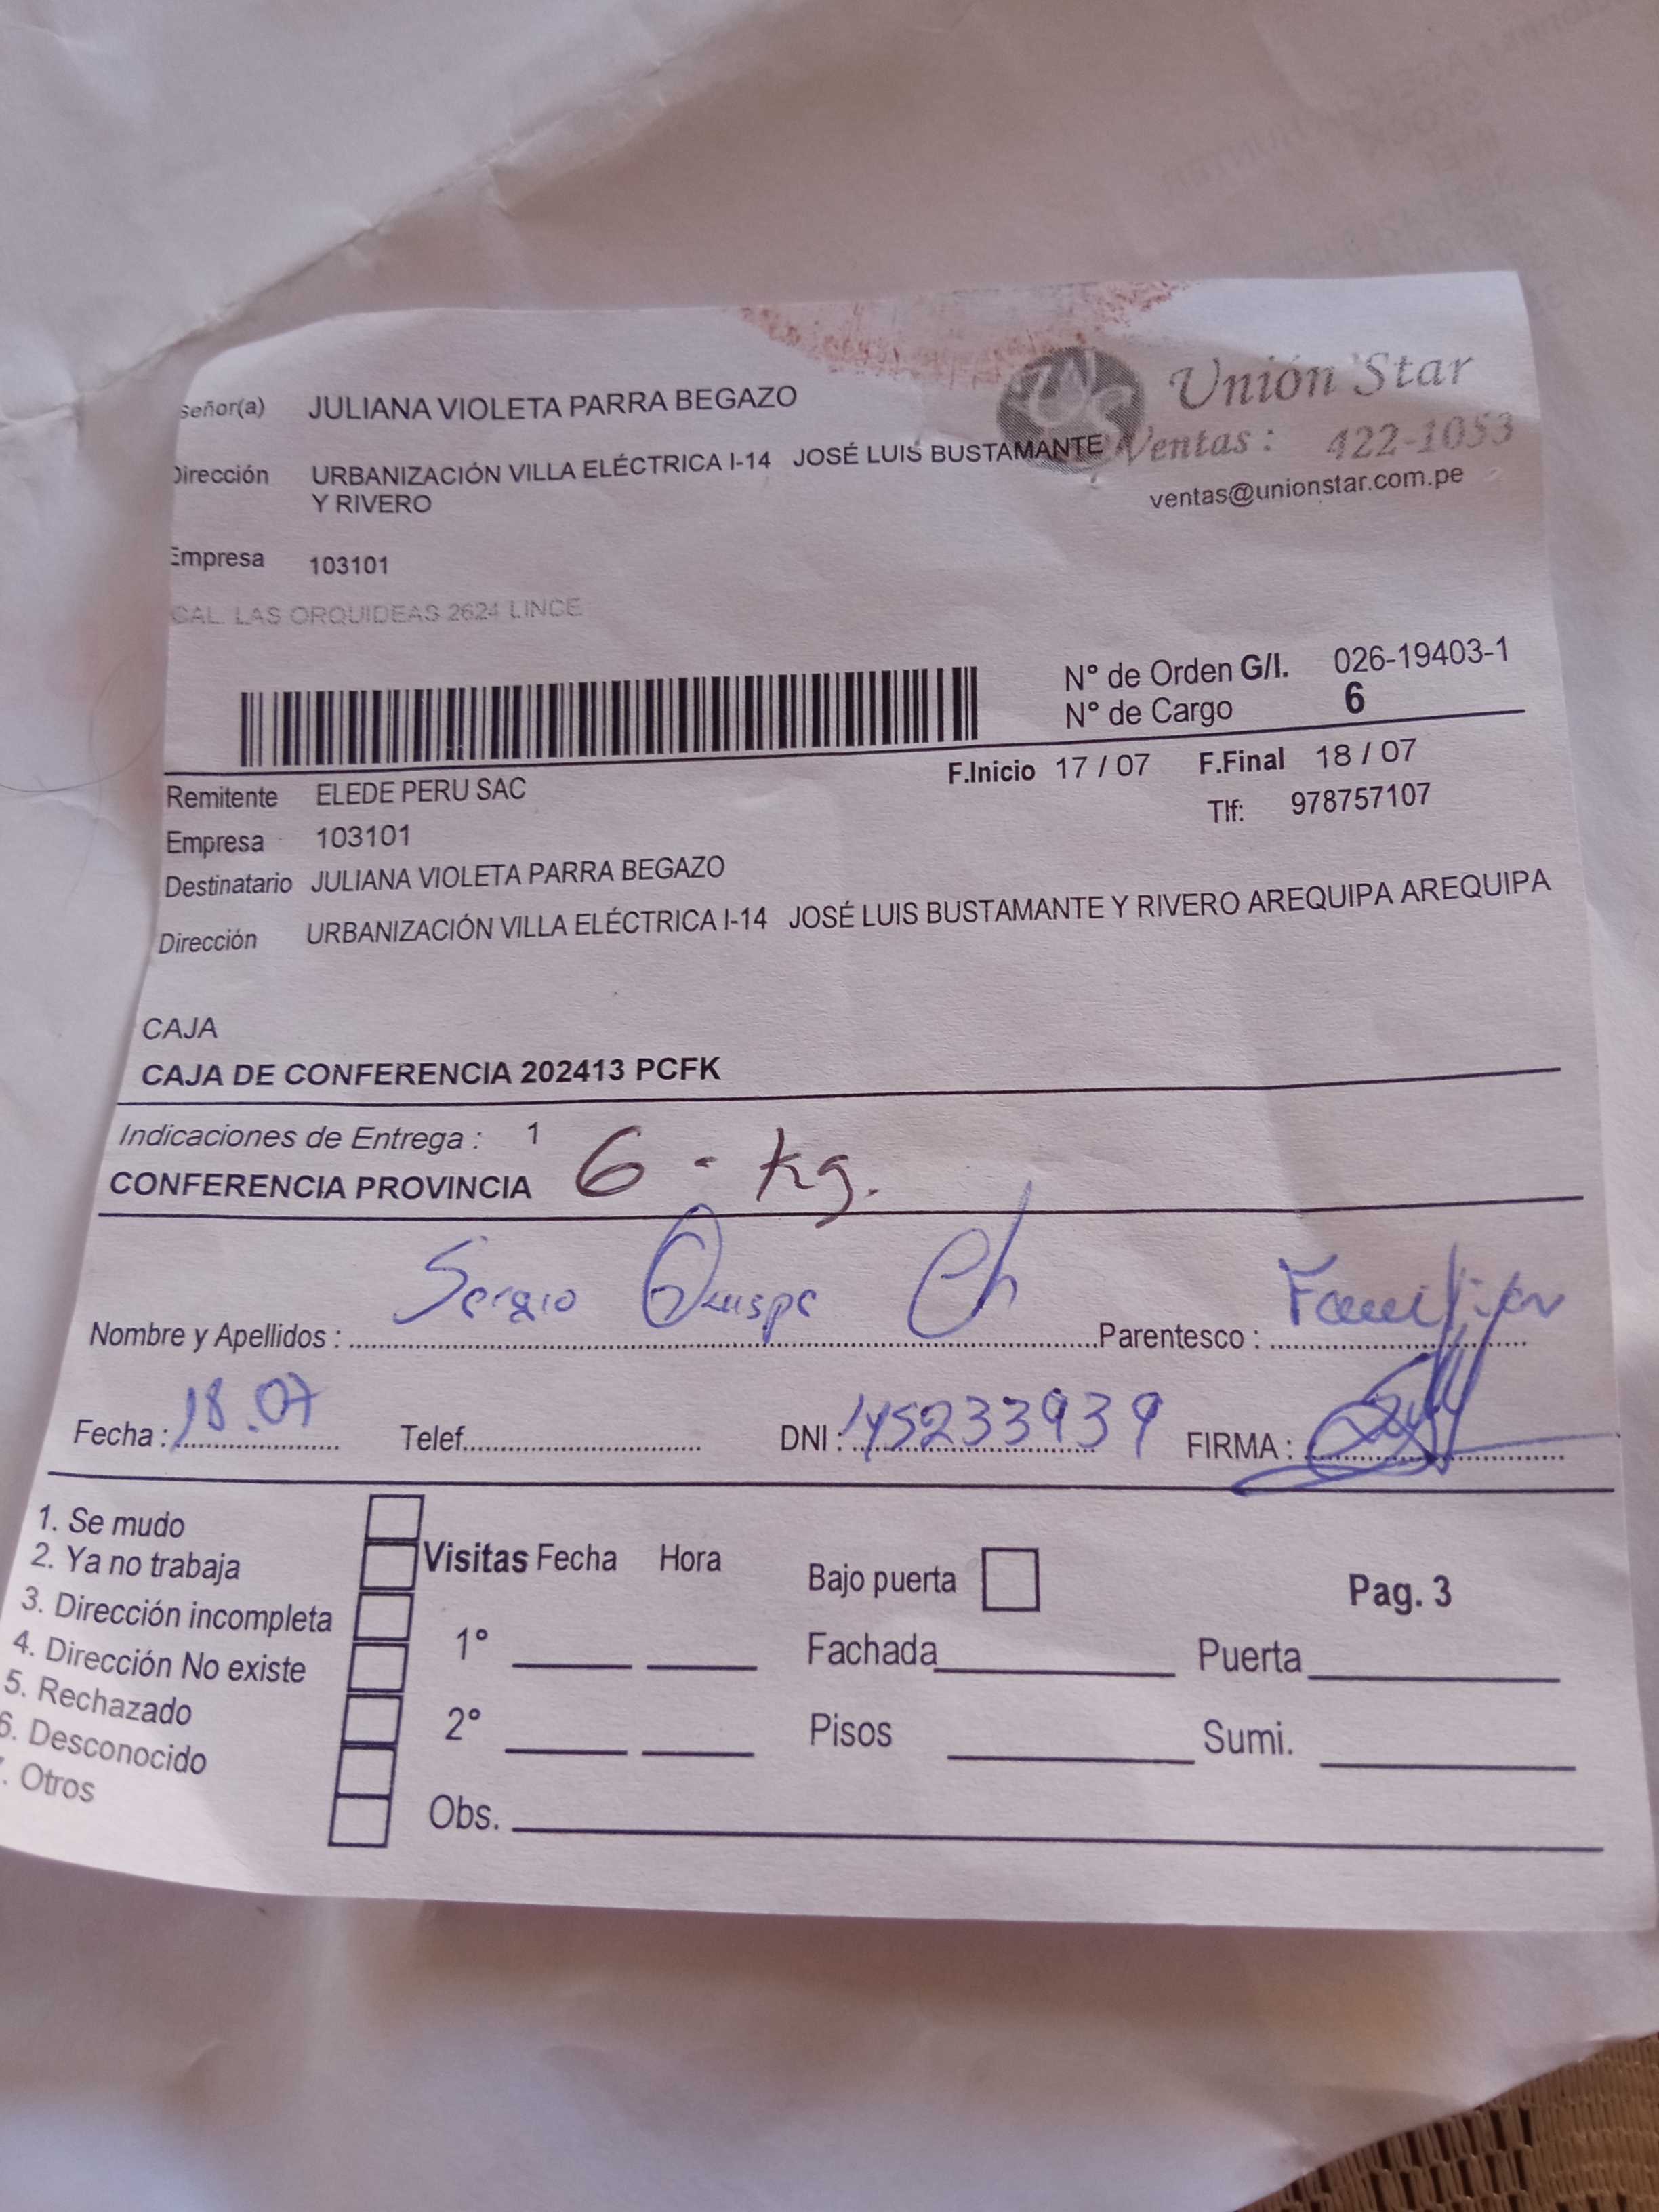 señor(a) JULIANA VIOLETA PARRA BEGAZO
Unión Star
Dirección URBANIZACIÓN VILLA ELÉCTRICA I-14 JOSÉ LUIS BUSTAMANTE
Y RIVERO
Ventas : 422-1053
ventas@unionstar.com.pe
Empresa 103101
CAL. LAS ORQUIDEAS 2624 LINCE
N° de Orden G/I. 026-19403-1
N° de Cargo 6
F.Inicio 17 / 07 F.Final 18 / 07
Remitente ELEDE PERU SAC
Tlf: 978757107
Empresa 103101
Destinatario JULIANA VIOLETA PARRA BEGAZO
Dirección URBANIZACIÓN VILLA ELÉCTRICA I-14 JOSÉ LUIS BUSTAMANTE Y RIVERO AREQUIPA AREQUIPA
CAJA
CAJA DE CONFERENCIA 202413 PCFK
Indicaciones de Entrega : 1
CONFERENCIA PROVINCIA 6 - kg.
Nombre y Apellidos : Sergio Quispe Ch Parentesco : Familiar
Fecha : 18.07 Telef. DNI : 45233939 FIRMA :
1. Se mudo
2. Ya no trabaja
3. Dirección incompleta
4. Dirección No existe
5. Rechazado
6. Desconocido
. Otros
Visitas Fecha Hora
1°
2°
Obs.
Bajo puerta
Pag. 3
Fachada Puerta
Pisos Sumi.